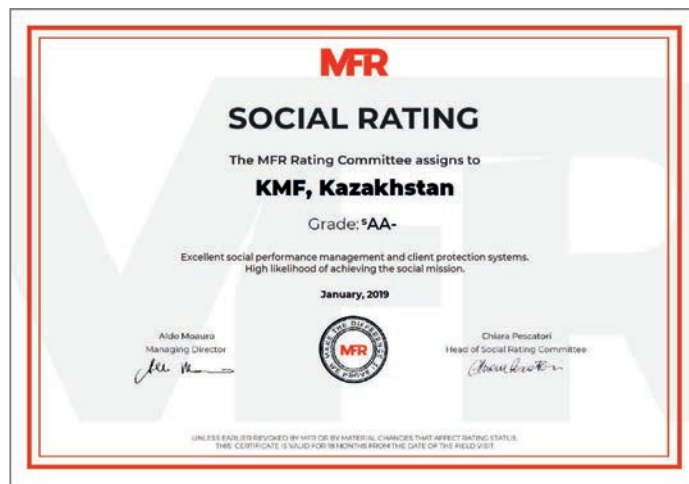 MFR
SOCIAL RATING
The MFR Rating Committee assigns to
KMF, Kazakhstan
Grade: sAA-
Excellent social performance management and client protection systems.
High likelihood of achieving the social mission.
January, 2019
Aldo Moauro
Managing Director
Chiara Pescatori
Head of Social Rating Committee
MAKE THE DIFFERENCE
MFR
UNLESS EARLIER REVOKED BY MFR OR BY MATERIAL CHANGES THAT AFFECT RATING STATUS,
THIS CERTIFICATE IS VALID FOR 18 MONTHS FROM THE DATE OF THE FIELD VISIT.